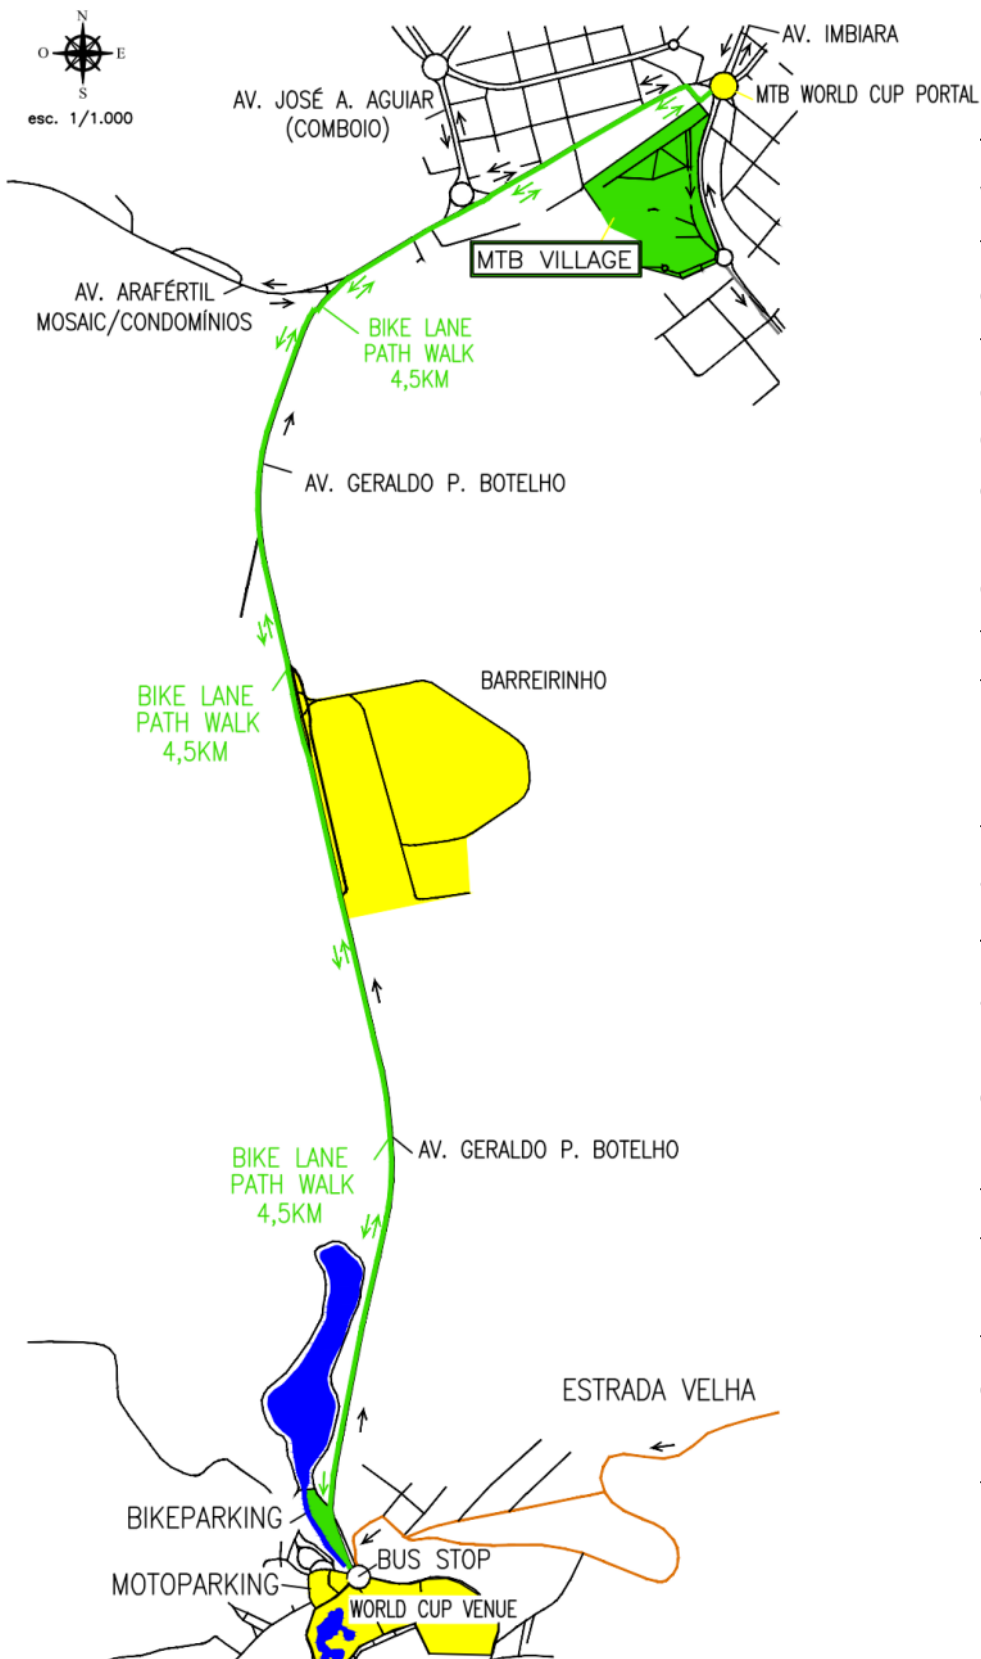 N
O
E
S
esc. 1/1.000
AV. IMBIARA
MTB WORLD CUP PORTAL
AV. JOSÉ A. AGUIAR
(COMBOIO)
MTB VILLAGE
AV. ARAFÉRTIL
MOSAIC/CONDOMÍNIOS
BIKE LANE
PATH WALK
4,5KM
AV. GERALDO P. BOTELHO
BARREIRINHO
BIKE LANE
PATH WALK
4,5KM
AV. GERALDO P. BOTELHO
BIKE LANE
PATH WALK
4,5KM
ESTRADA VELHA
BIKEPARKING
BUS STOP
MOTOPARKING
WORLD CUP VENUE